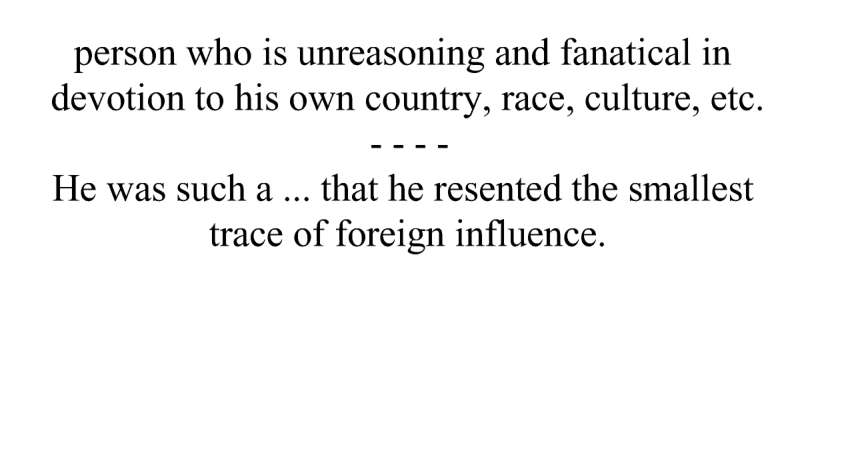 person who is unreasoning and fanatical in
devotion to his own country, race, culture, etc.
- - - -
He was such a ... that he resented the smallest
trace of foreign influence.